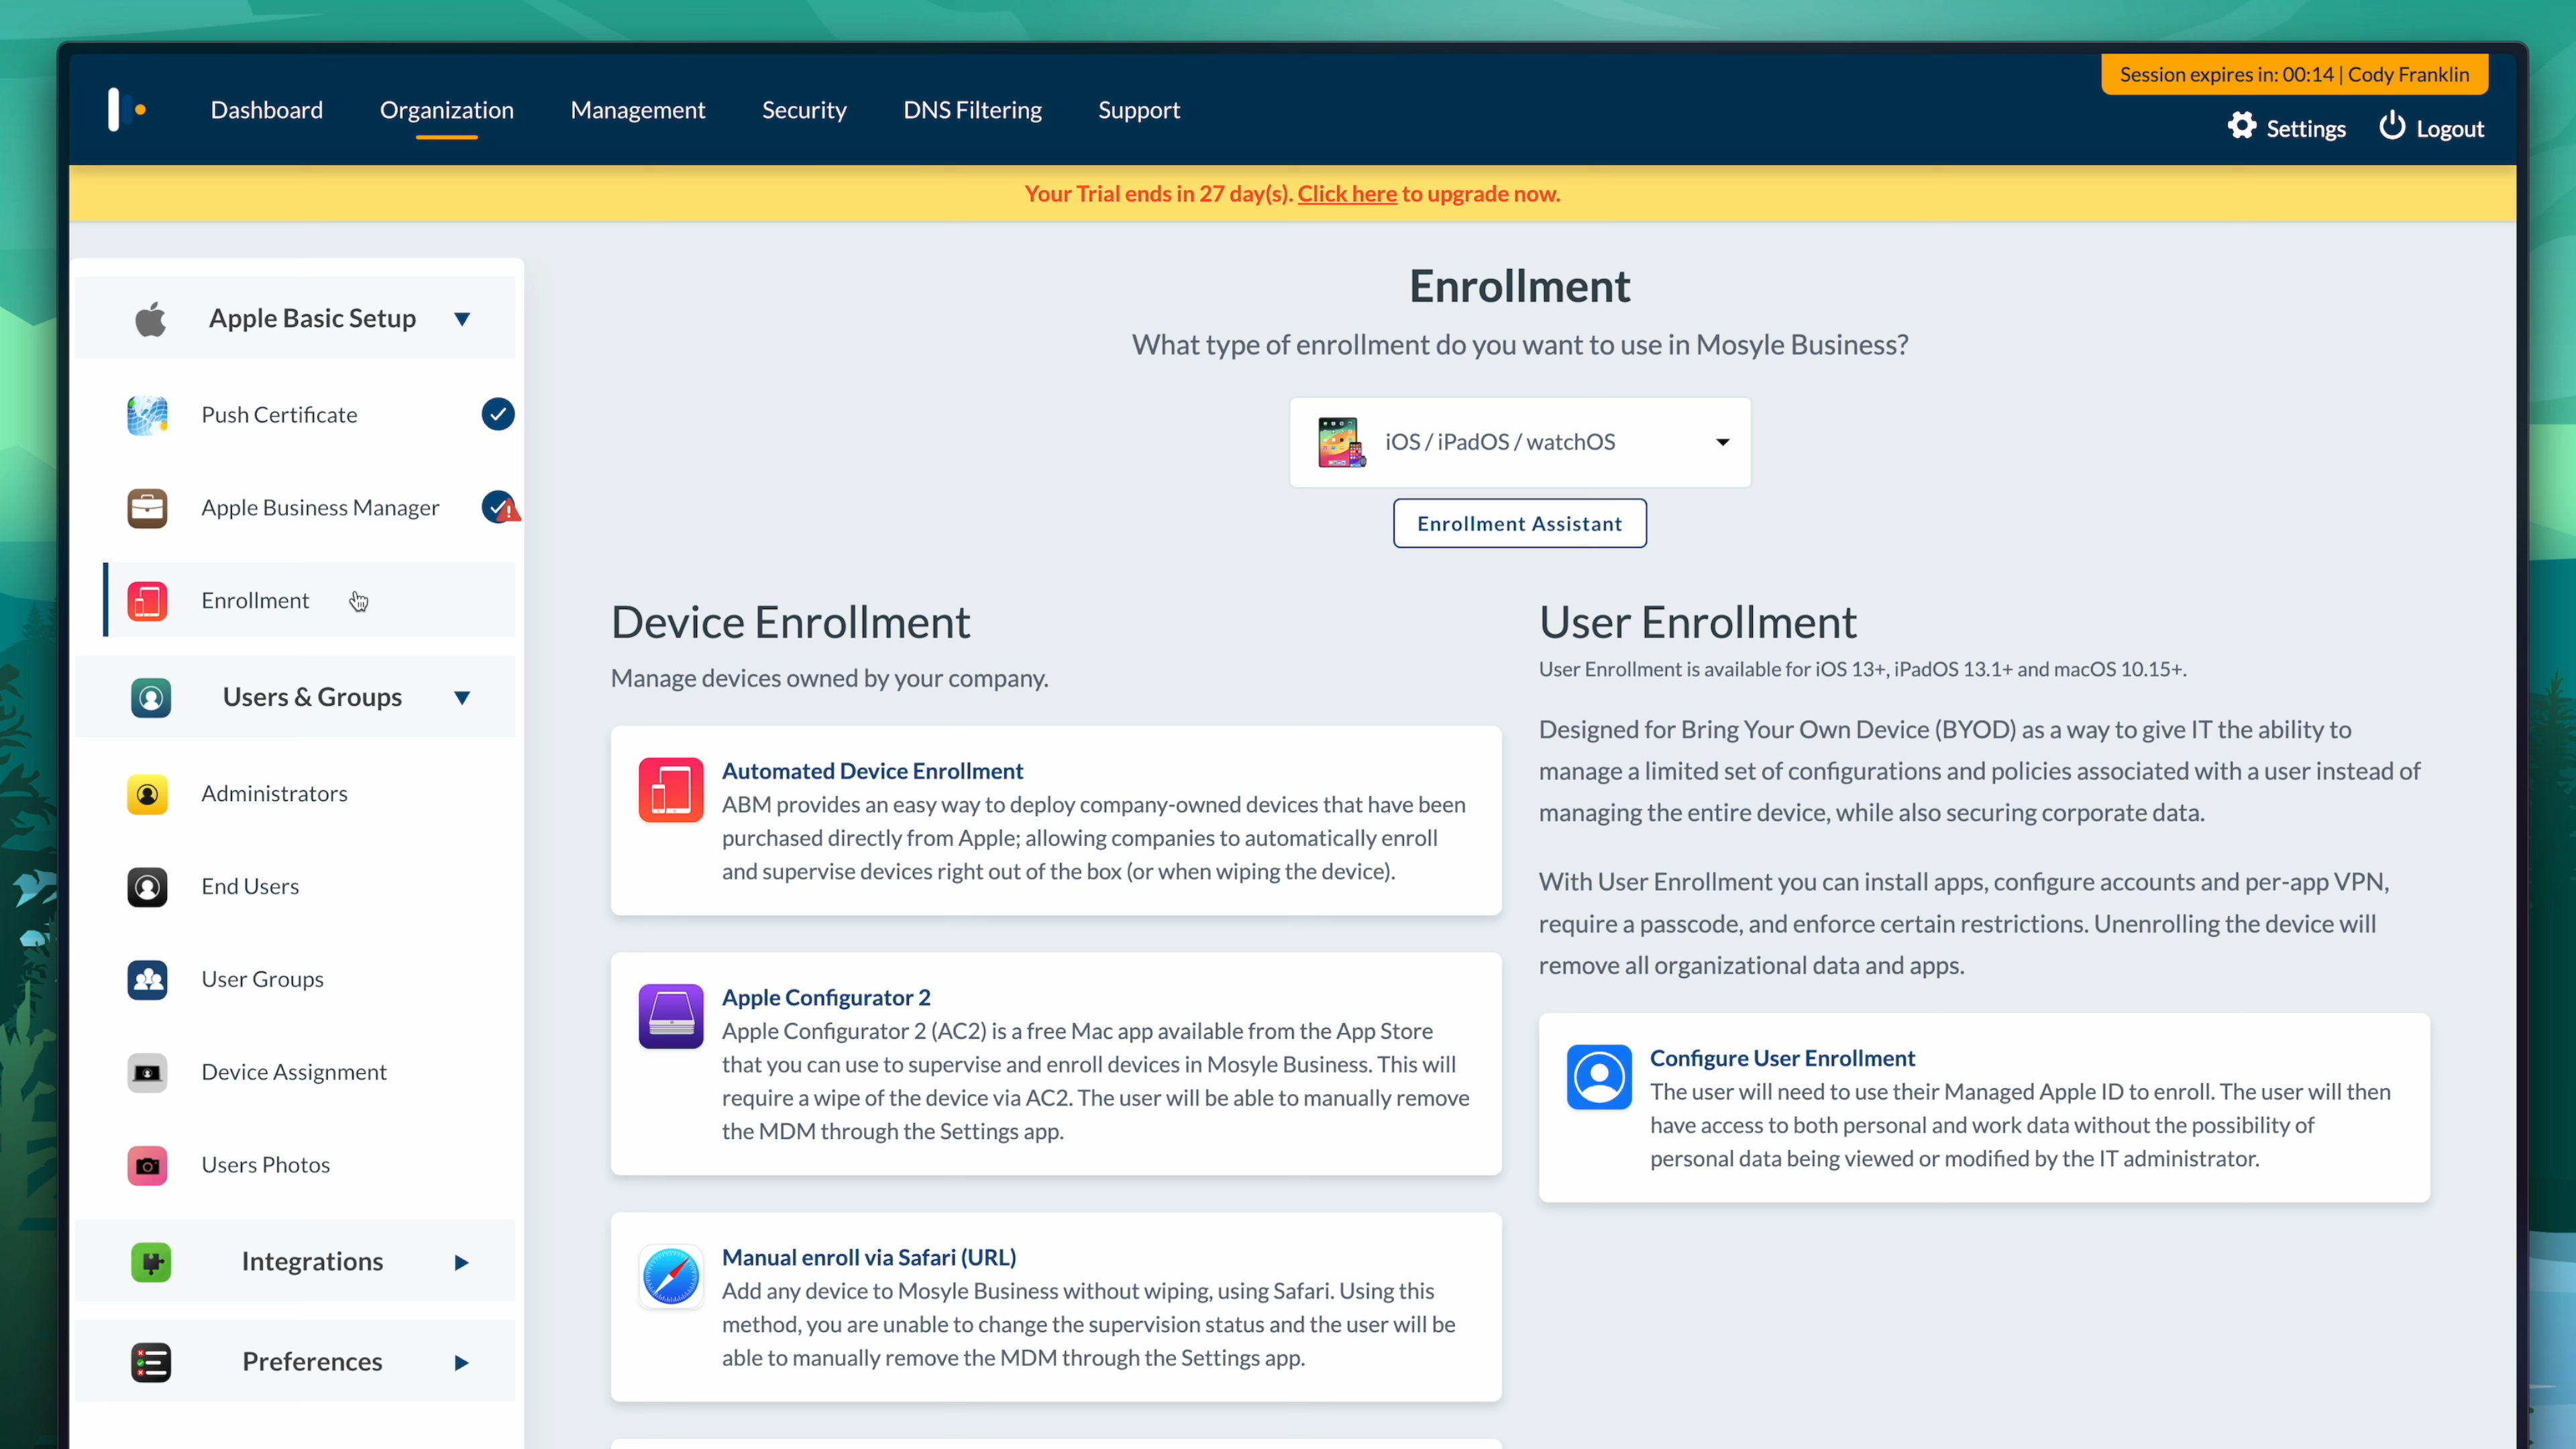 Session expires in: 00:14 | Cody Franklin
Dashboard
Organization
Management
Security
DNS Filtering
Support
Settings
Logout
Your Trial ends in 27 day(s). Click here to upgrade now.
Apple Basic Setup
Push Certificate
Apple Business Manager
Enrollment
Users & Groups
Administrators
End Users
User Groups
Device Assignment
Users Photos
Integrations
Preferences
Enrollment
What type of enrollment do you want to use in Mosyle Business?
iOS / iPadOS / watchOS
Enrollment Assistant
Device Enrollment
Manage devices owned by your company.
Automated Device Enrollment
ABM provides an easy way to deploy company-owned devices that have been
purchased directly from Apple; allowing companies to automatically enroll
and supervise devices right out of the box (or when wiping the device).
Apple Configurator 2
Apple Configurator 2 (AC2) is a free Mac app available from the App Store
that you can use to supervise and enroll devices in Mosyle Business. This will
require a wipe of the device via AC2. The user will be able to manually remove
the MDM through the Settings app.
Manual enroll via Safari (URL)
Add any device to Mosyle Business without wiping, using Safari. Using this
method, you are unable to change the supervision status and the user will be
able to manually remove the MDM through the Settings app.
User Enrollment
User Enrollment is available for iOS 13+, iPadOS 13.1+ and macOS 10.15+.
Designed for Bring Your Own Device (BYOD) as a way to give IT the ability to
manage a limited set of configurations and policies associated with a user instead of
managing the entire device, while also securing corporate data.
With User Enrollment you can install apps, configure accounts and per-app VPN,
require a passcode, and enforce certain restrictions. Unenrolling the device will
remove all organizational data and apps.
Configure User Enrollment
The user will need to use their Managed Apple ID to enroll. The user will then
have access to both personal and work data without the possibility of
personal data being viewed or modified by the IT administrator.